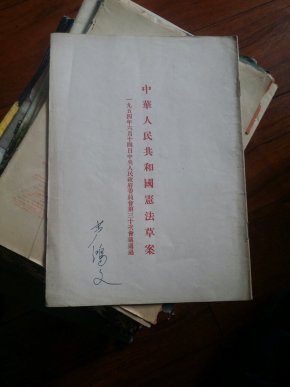 中華人民共和國憲法草案
一九五四年六月十四日中央人民政府委員會第三十次會議通過